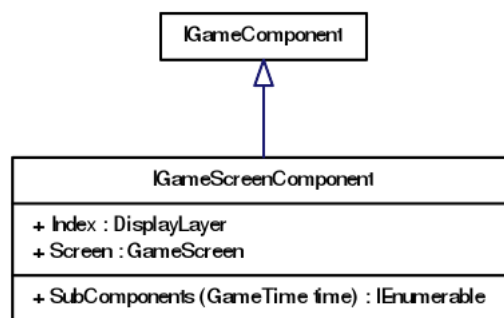 IGameComponent
IGameScreenComponent
+ Index : DisplayLayer
+ Screen : GameScreen
+ SubComponents (GameTime time) : IEnumerable